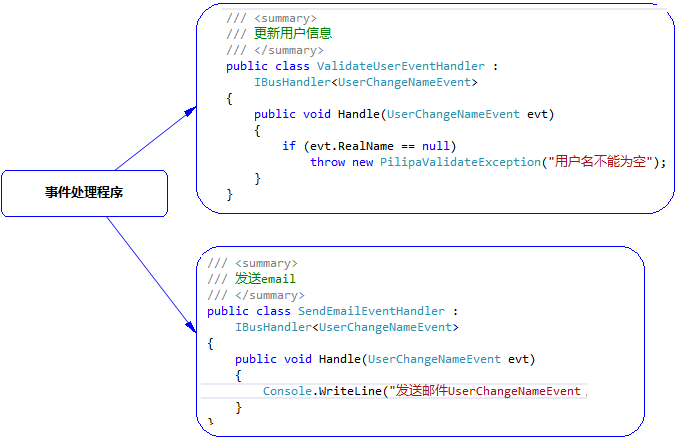 /// <summary>
/// 更新用户信息
/// </summary>
public class ValidateUserEventHandler :
IBusHandler<UserChangeNameEvent>
{
public void Handle(UserChangeNameEvent evt)
{
if (evt.RealName == null)
throw new PilipaValidateException("用户名不能为空");
}
}
事件处理程序
/// <summary>
/// 发送email
/// </summary>
public class SendEmailEventHandler :
IBusHandler<UserChangeNameEvent>
{
public void Handle(UserChangeNameEvent evt)
{
Console.WriteLine("发送邮件UserChangeNameEvent
}
}